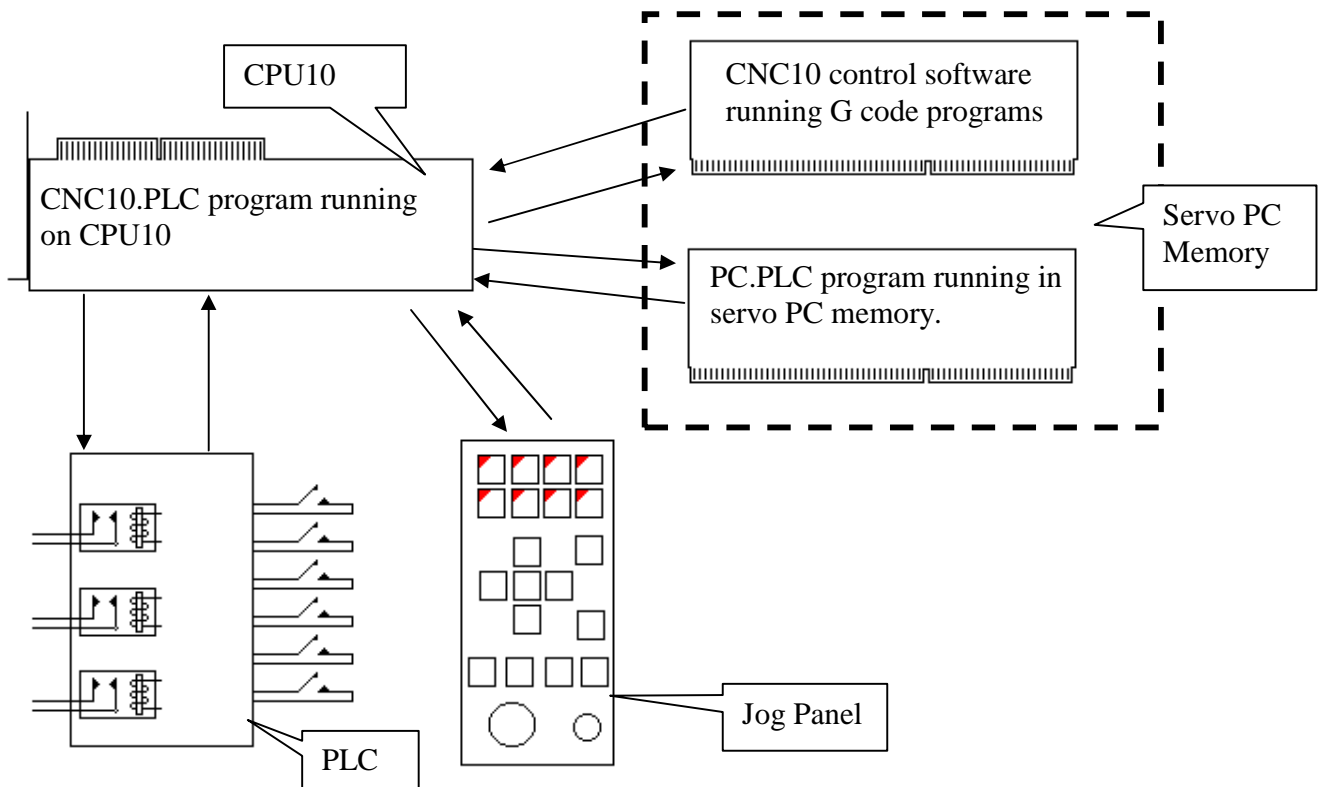 CPU10
CNC10 control software
running G code programs
CNC10.PLC program running
on CPU10
Servo PC
Memory
PC.PLC program running in
servo PC memory.
Jog Panel
PLC